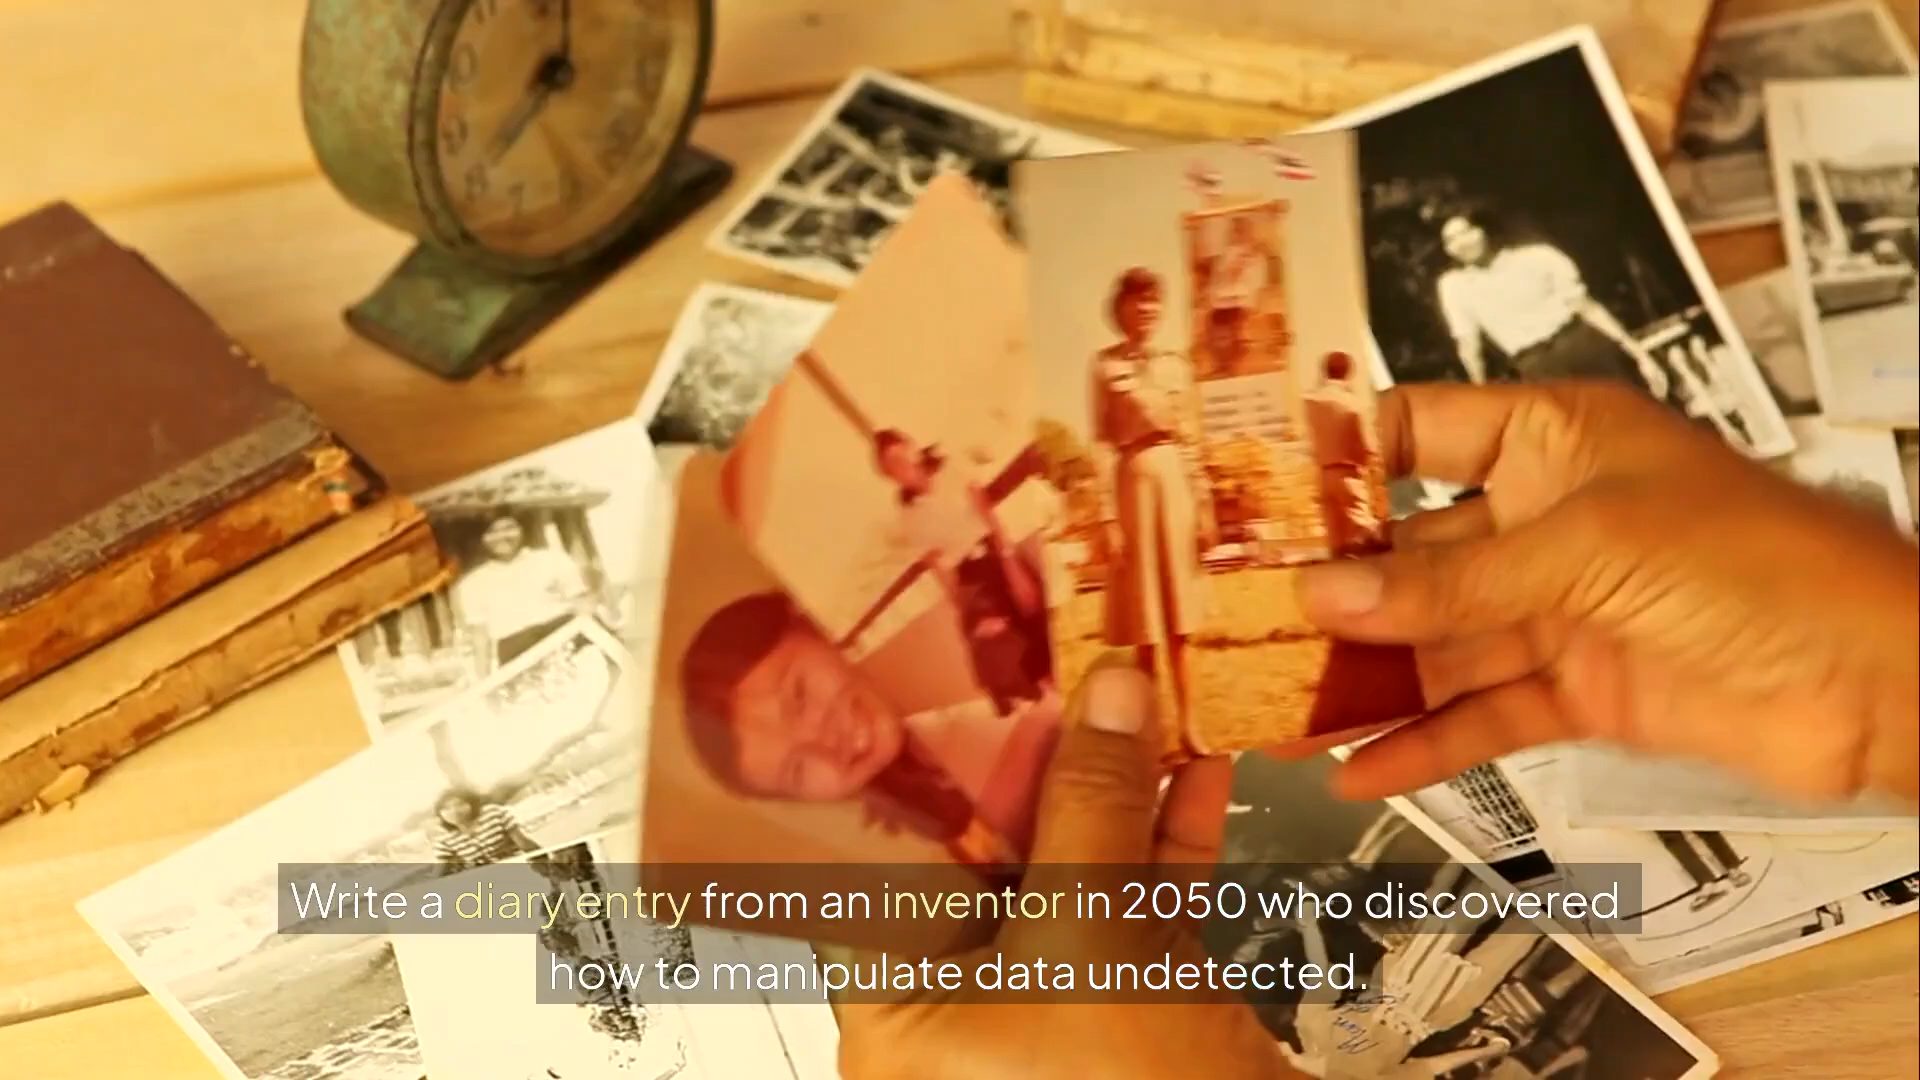 Write a diary entry from an inventor in 2050 who discovered
how to manipulate data undetected.